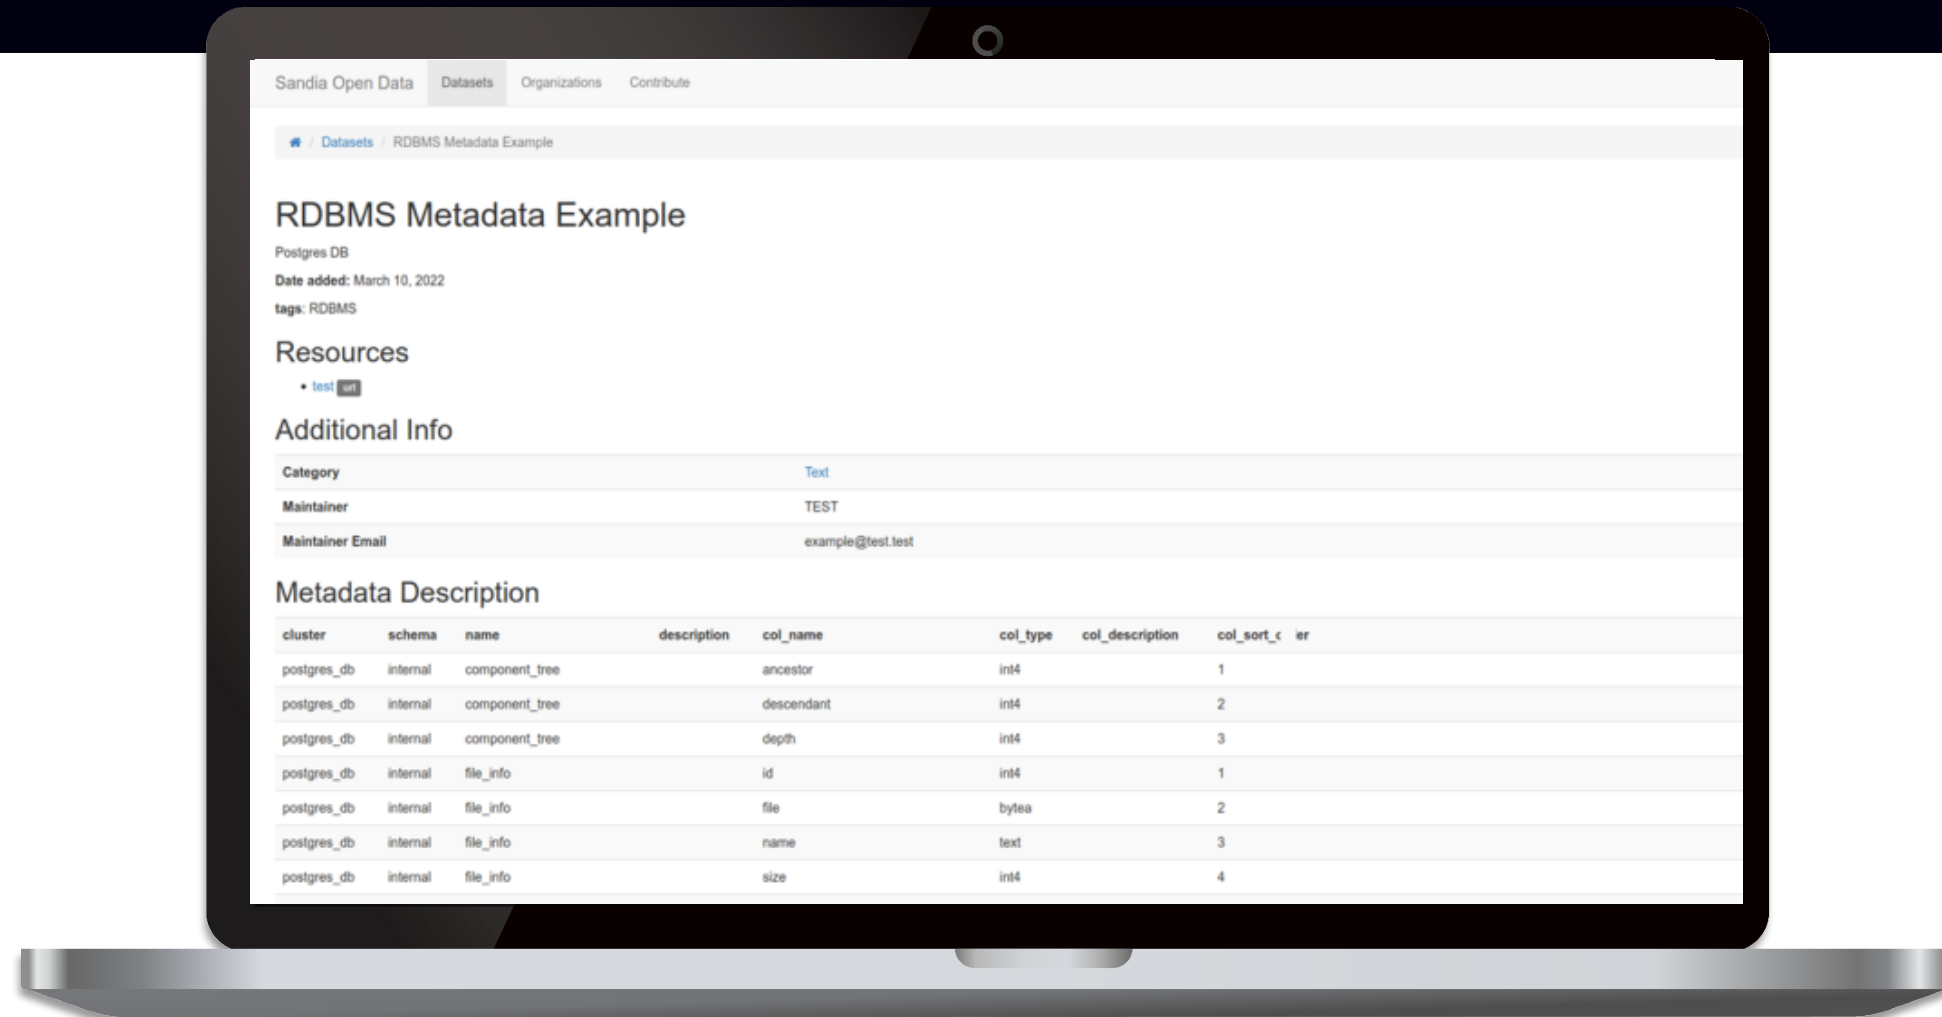 Sandia Open Data Datasets Organizations Contribute
/ Datasets / RDBMS Metadata Example
RDBMS Metadata Example
Postgres DB
Date added: March 10, 2022
tags: RDBMS
Resources
• test url
Additional Info
Category Text
Maintainer TEST
Maintainer Email example@test.test
Metadata Description
cluster schema name description col_name col_type col_description col_sort_c er
postgres_db internal component_tree ancestor int4 1
postgres_db internal component_tree descendant int4 2
postgres_db internal component_tree depth int4 3
postgres_db internal file_info id int4 1
postgres_db internal file_info file bytea 2
postgres_db internal file_info name text 3
postgres_db internal file_info size int4 4